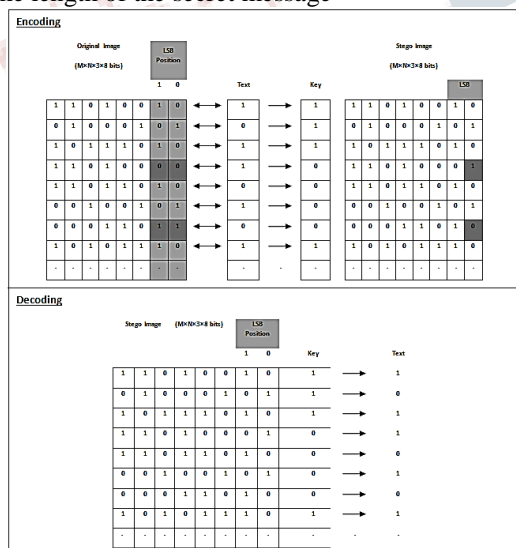 he length of the secret message
Encoding
Original Image LSB Position Stego Image
(M×N×3×8 bits) (M×N×3×8 bits)
1 0 Text Key LSB
1 1 0 1 0 0 1 0 1 1 1 1 0 1 0 0 1 0
0 1 0 0 0 1 0 1 0 1 0 1 0 0 0 1 0 1
1 0 1 1 1 0 1 0 1 1 1 0 1 1 1 0 1 0
1 1 0 1 0 0 0 0 1 0 1 1 0 1 0 0 0 1
1 1 0 1 1 0 1 0 0 0 1 1 0 1 1 0 1 0
0 0 1 0 0 1 0 1 1 0 0 0 1 0 0 1 0 1
0 0 0 1 1 0 1 1 0 0 0 0 0 1 1 0 1 0
1 0 1 0 1 1 1 0 1 1 1 0 1 0 1 1 1 0
. . . . . . . . . . . . . . . . . .
Decoding
Stego Image (M×N×3×8 bits) LSB Position
1 0 Key Text
1 1 0 1 0 0 1 0 1 1
0 1 0 0 0 1 0 1 1 0
1 0 1 1 1 0 1 0 1 1
1 1 0 1 0 0 0 1 0 1
1 1 0 1 1 0 1 0 0 0
0 0 1 0 0 1 0 1 0 1
0 0 0 1 1 0 1 0 0 0
1 0 1 0 1 1 1 0 1 1
. . . . . . . . . .